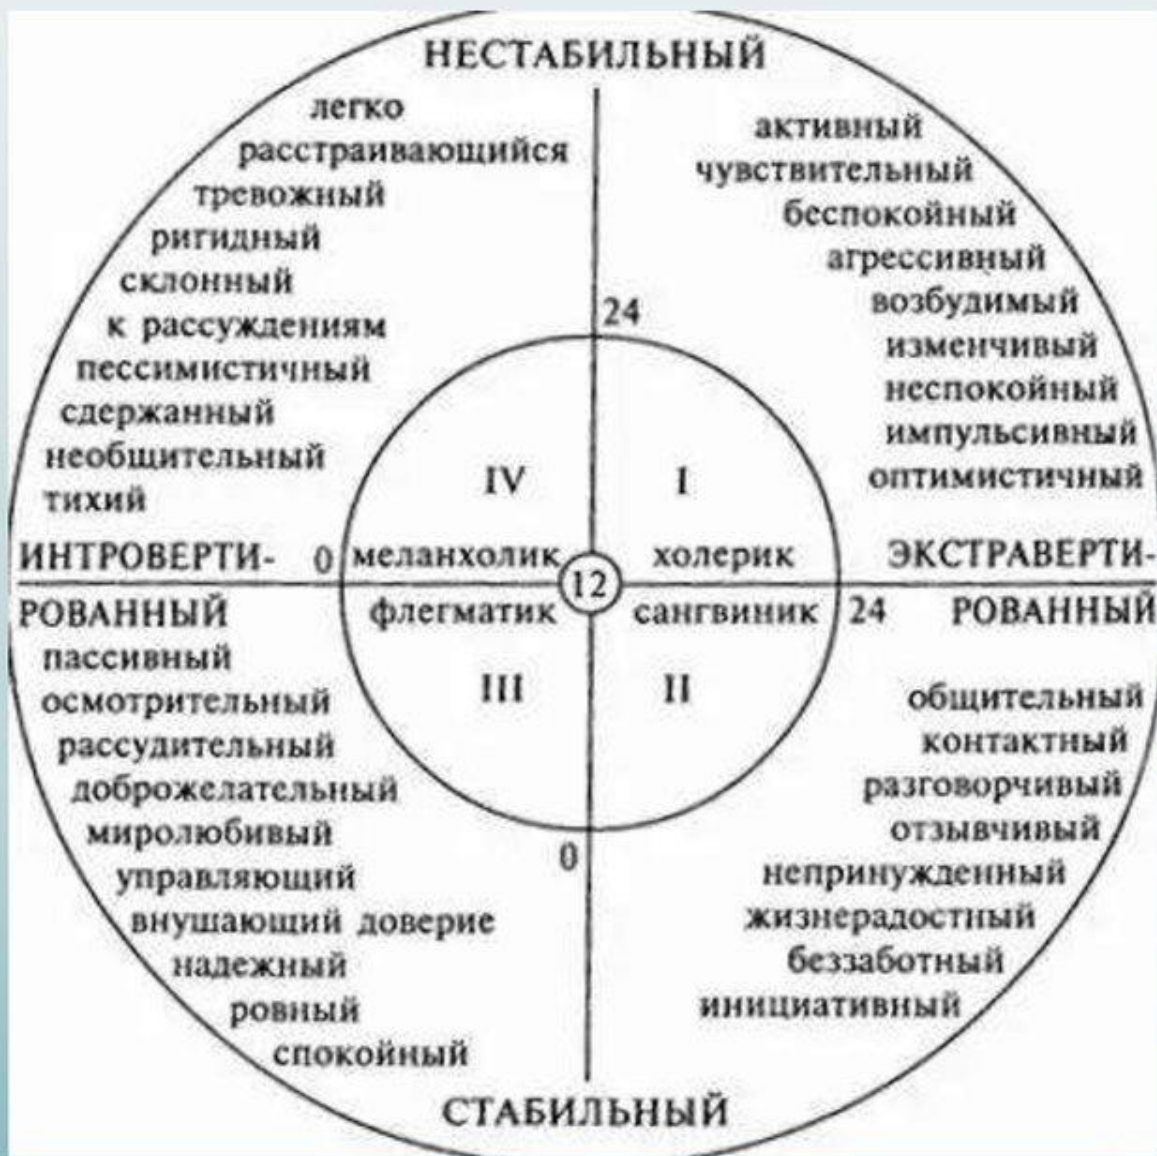 НЕСТАБИЛЬНЫЙ
легко
расстраивающийся
тревожный
ригидный
склонный
к рассуждениям
пессимистичный
сдержанный
необщительный
тихий
активный
чувствительный
беспокойный
агрессивный
возбудимый
изменчивый
неспокойный
импульсивный
оптимистичный
24
IV
I
ИНТРОВЕРТИ-
РОВАННЫЙ
0
меланхолик
холерик
12
флегматик
сангвиник
24
ЭКСТРАВЕРТИ-
РОВАННЫЙ
III
II
0
пассивный
осмотрительный
рассудительный
доброжелательный
миролюбивый
управляющий
внушающий доверие
надежный
ровный
спокойный
общительный
контактный
разговорчивый
отзывчивый
непринужденный
жизнерадостный
беззаботный
инициативный
СТАБИЛЬНЫЙ